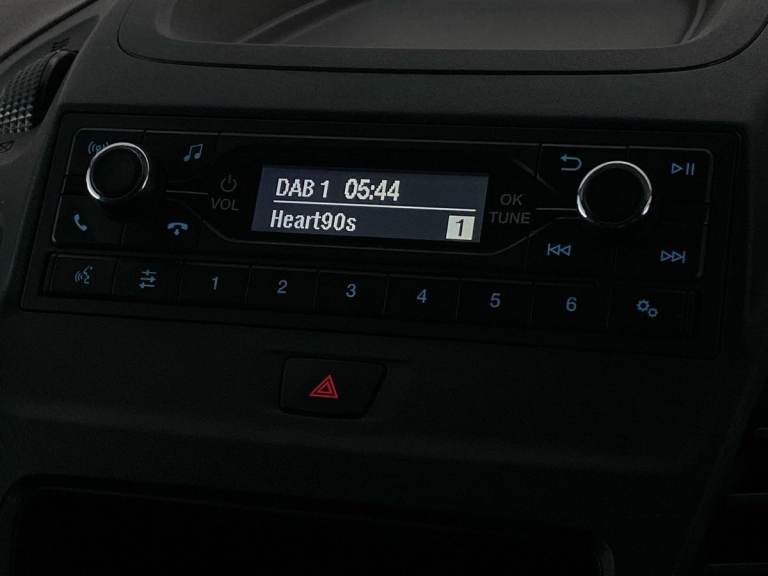 DAB 1 05:44
Heart90s 1
VOL
OK
TUNE
1 2 3 4 5 6